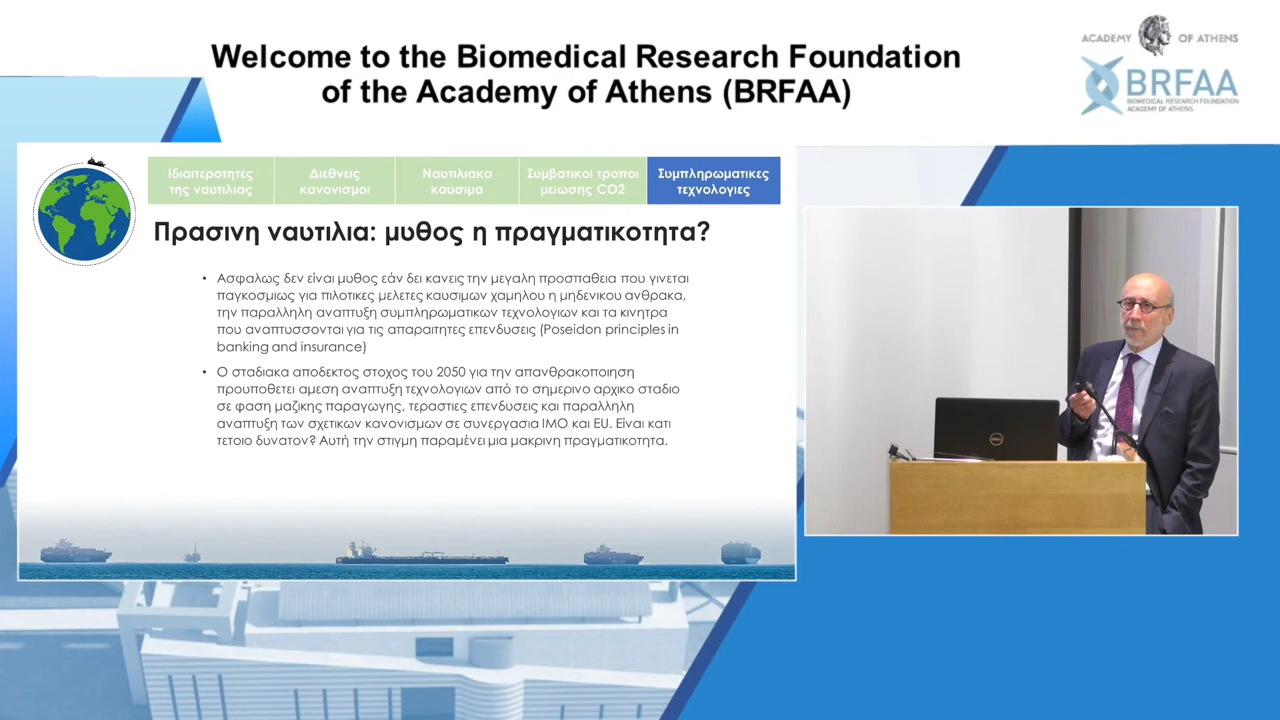 Welcome to the Biomedical Research Foundation
of the Academy of Athens (BRFAA)
ACADEMY OF ATHENS
BRFAA
BIOMEDICAL RESEARCH FOUNDATION
ACADEMY OF ATHENS
Ιδιαιτεροτητες
της ναυτιλιας
Διεθνεις
κανονισμοι
Ναυτιλιακα
καυσιμα
Συμβατικοι τροποι
μειωσης CO2
Συμπληρωματικες
τεχνολογιες
Πρασινη ναυτιλια: μυθος η πραγματικοτητα?
• Ασφαλως δεν είναι μυθος εάν δει κανεις την μεγαλη προσπαθεια που γινεται
παγκοσμιως για πιλοτικες μελετες καυσιμων χαμηλου η μηδενικου ανθρακα,
την παραλληλη αναπτυξη συμπληρωματικων τεχνολογιων και τα κινητρα
που αναπτυσσονται για τις απαραιτητες επενδυσεις (Poseidon principles in
banking and insurance)
• Ο σταδιακα αποδεκτος στοχος του 2050 για την απανθρακοποιηση
προυποθετει αμεση αναπτυξη τεχνολογιων από το σημερινο αρχικο σταδιο
σε φαση μαζικης παραγωγης, τεραστιες επενδυσεις και παραλληλη
αναπτυξη των σχετικων κανονισμων σε συνεργασια IMO και EU. Είναι κατι
τετοιο δυνατον? Αυτή την στιγμη παραμένει μια μακρινη πραγματικοτητα.
DELL